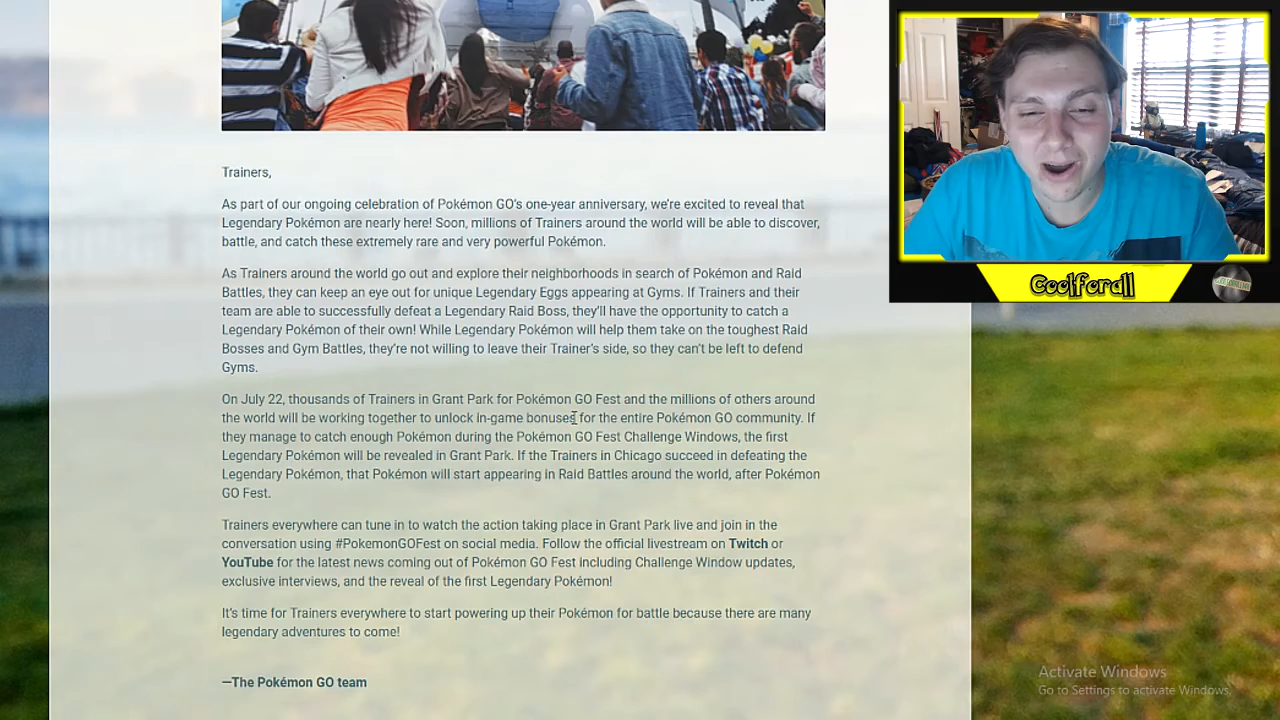 Trainers,
As part of our ongoing celebration of Pokémon GO's one-year anniversary, we're excited to reveal that
Legendary Pokémon are nearly here! Soon, millions of Trainers around the world will be able to discover,
battle, and catch these extremely rare and very powerful Pokémon.
As Trainers around the world go out and explore their neighborhoods in search of Pokémon and Raid
Battles, they can keep an eye out for unique Legendary Eggs appearing at Gyms. If Trainers and their
team are able to successfully defeat a Legendary Raid Boss, they'll have the opportunity to catch a
Legendary Pokémon of their own! While Legendary Pokémon will help them take on the toughest Raid
Bosses and Gym Battles, they're not willing to leave their Trainer's side, so they can't be left to defend
Gyms.
On July 22, thousands of Trainers in Grant Park for Pokémon GO Fest and the millions of others around
the world will be working together to unlock in-game bonuses for the entire Pokémon GO community. If
they manage to catch enough Pokémon during the Pokémon GO Fest Challenge Windows, the first
Legendary Pokémon will be revealed in Grant Park. If the Trainers in Chicago succeed in defeating the
Legendary Pokémon, that Pokémon will start appearing in Raid Battles around the world, after Pokémon
GO Fest.
Trainers everywhere can tune in to watch the action taking place in Grant Park live and join in the
conversation using #PokemonGOFest on social media. Follow the official livestream on Twitch or
YouTube for the latest news coming out of Pokémon GO Fest including Challenge Window updates,
exclusive interviews, and the reveal of the first Legendary Pokémon!
It's time for Trainers everywhere to start powering up their Pokémon for battle because there are many
legendary adventures to come!
—The Pokémon GO team
Coolforall
Activate Windows
Go to Settings to activate Windows.